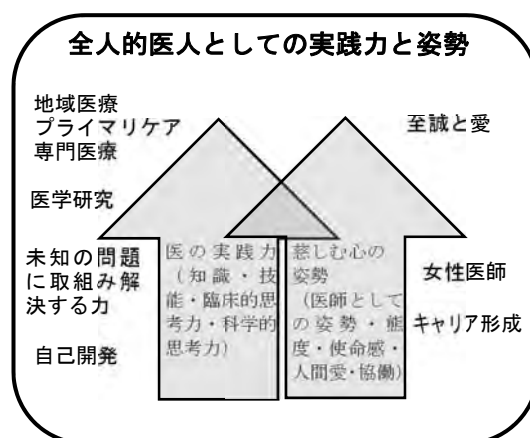 全人的医人としての実践力と姿勢
地域医療
プライマリケア
専門医療
医学研究
未知の問題
に取組み解
決する力
自己開発
医の実践力
（知識・技
能・臨床的思
考力・科学的
思考力）
慈しむ心の
姿勢
（医師として
の姿勢・態
度・使命感・
人間愛・協働）
至誠と愛
女性医師
キャリア形成